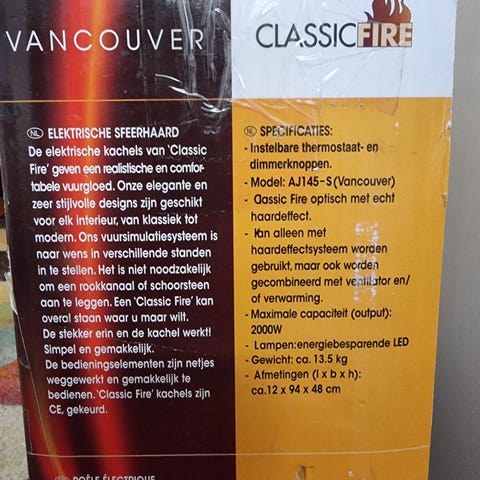 VANCOUVER
CLASSICFIRE
NL ELEKTRISCHE SFEERHAARD
De elektrische kachels van 'Classic
Fire' geven een realistische en comfor-
tabele vuurgloed. Onze elegante en
zeer stijlvolle designs zijn geschikt
voor elk interieur, van klassiek tot
modern. Ons vuursimulatiesysteem is
naar wens in verschillende standen
in te stellen. Het is niet noodzakelijk
om een rookkanaal of schoorsteen
aan te leggen. Een 'Classic Fire' kan
overal staan waar u maar wilt.
De stekker erin en de kachel werkt!
Simpel en gemakkelijk.
De bedieningselementen zijn netjes
weggewerkt en gemakkelijk te
bedienen. 'Classic Fire' kachels zijn
CE, gekeurd.
NL SPECIFICATIES:
- Instelbare thermostaat- en
dimmerknoppen.
- Model: AJ145-S(Vancouver)
- Classic Fire optisch met echt
haardeffect.
- Kan alleen met
haardeffectsysteem worden
gebruikt, maar ook worden
gecombineerd met ventilator en/
of verwarming.
- Maximale capaciteit (output):
2000W
- Lampen:energiebesparende LED
- Gewicht: ca. 13.5 kg
- Afmetingen (l x b x h):
ca.12 x 94 x 48 cm
POÊLE ÉLECTRIQUE